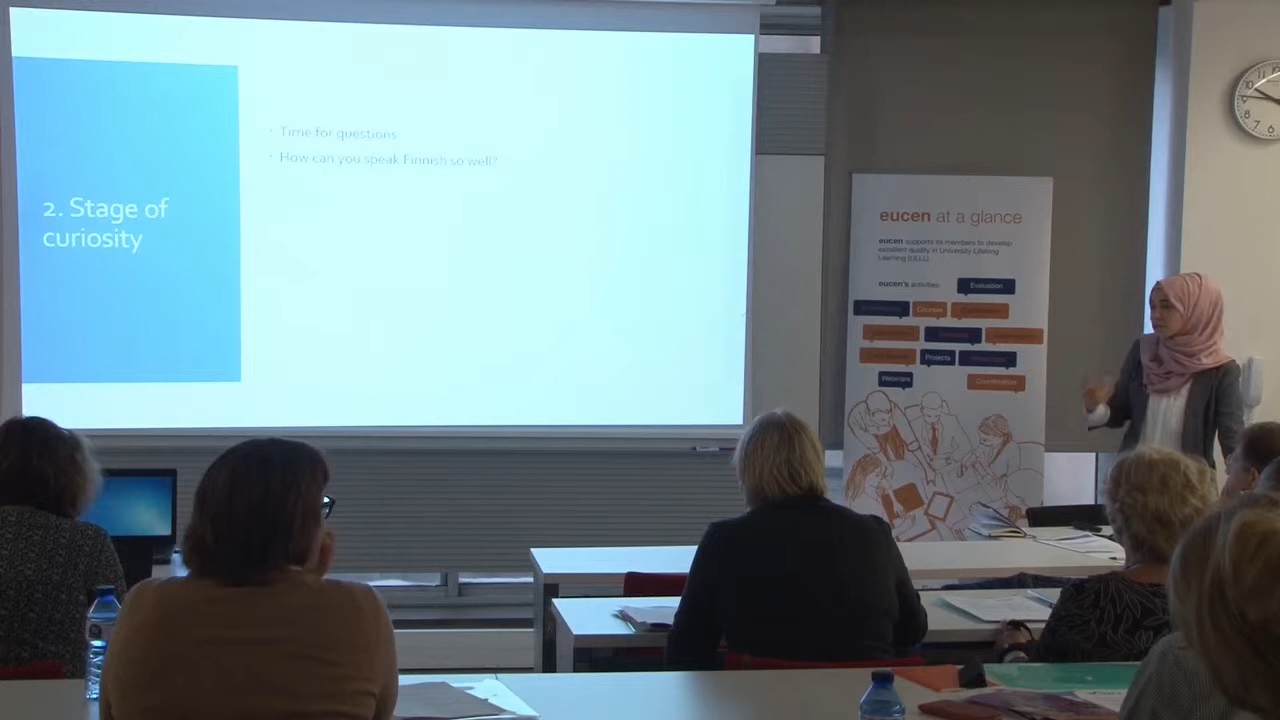 2. Stage of
curiosity
• Time for questions
• How can you speak Finnish so well?
eucen at a glance
eucen supports its members to develop
excellent quality in University Lifelong
Learning (ULLL)
eucen's activities:
Evaluation
Courses
Projects
Webinars
Coordination